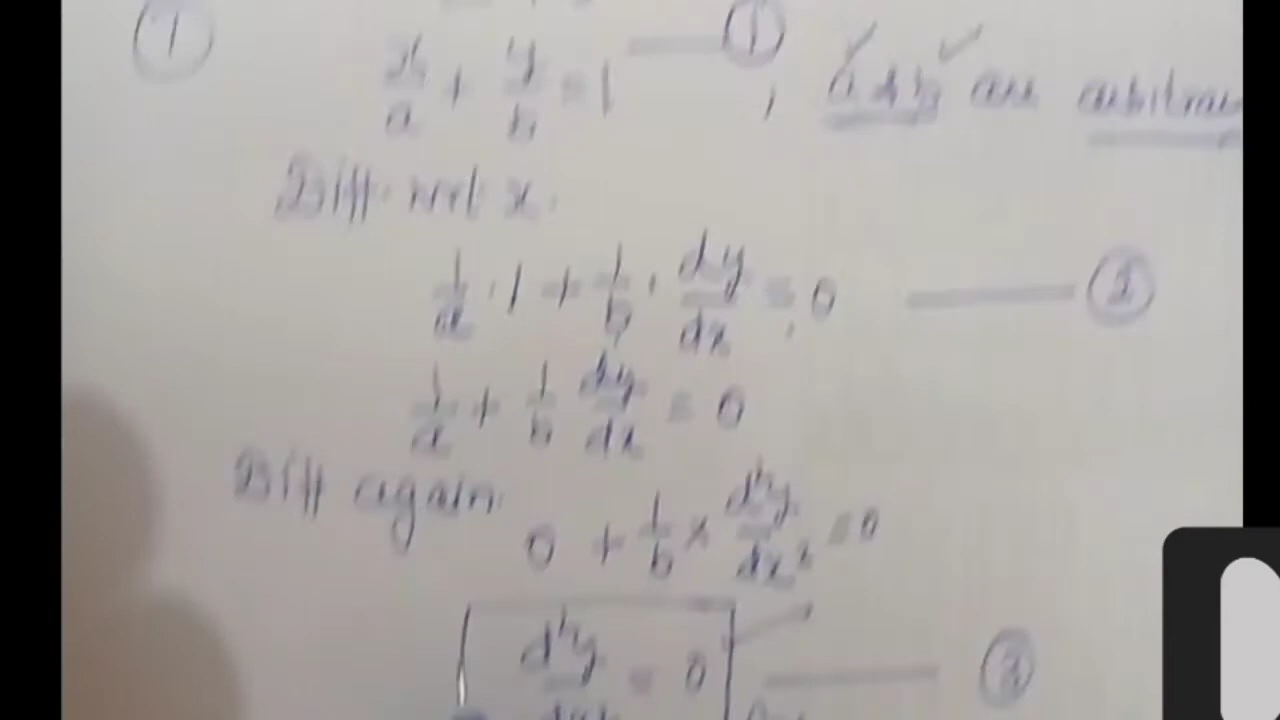 ① x/a + y/b = 1 — ① , a & b are arbitrary
Diff. wrt x.
1/a · 1 + 1/b · dy/dx = 0 — ②
1/a + 1/b dy/dx = 0
Diff again.
0 + 1/b × d²y/dx² = 0
d²y/dx² = 0 — ③